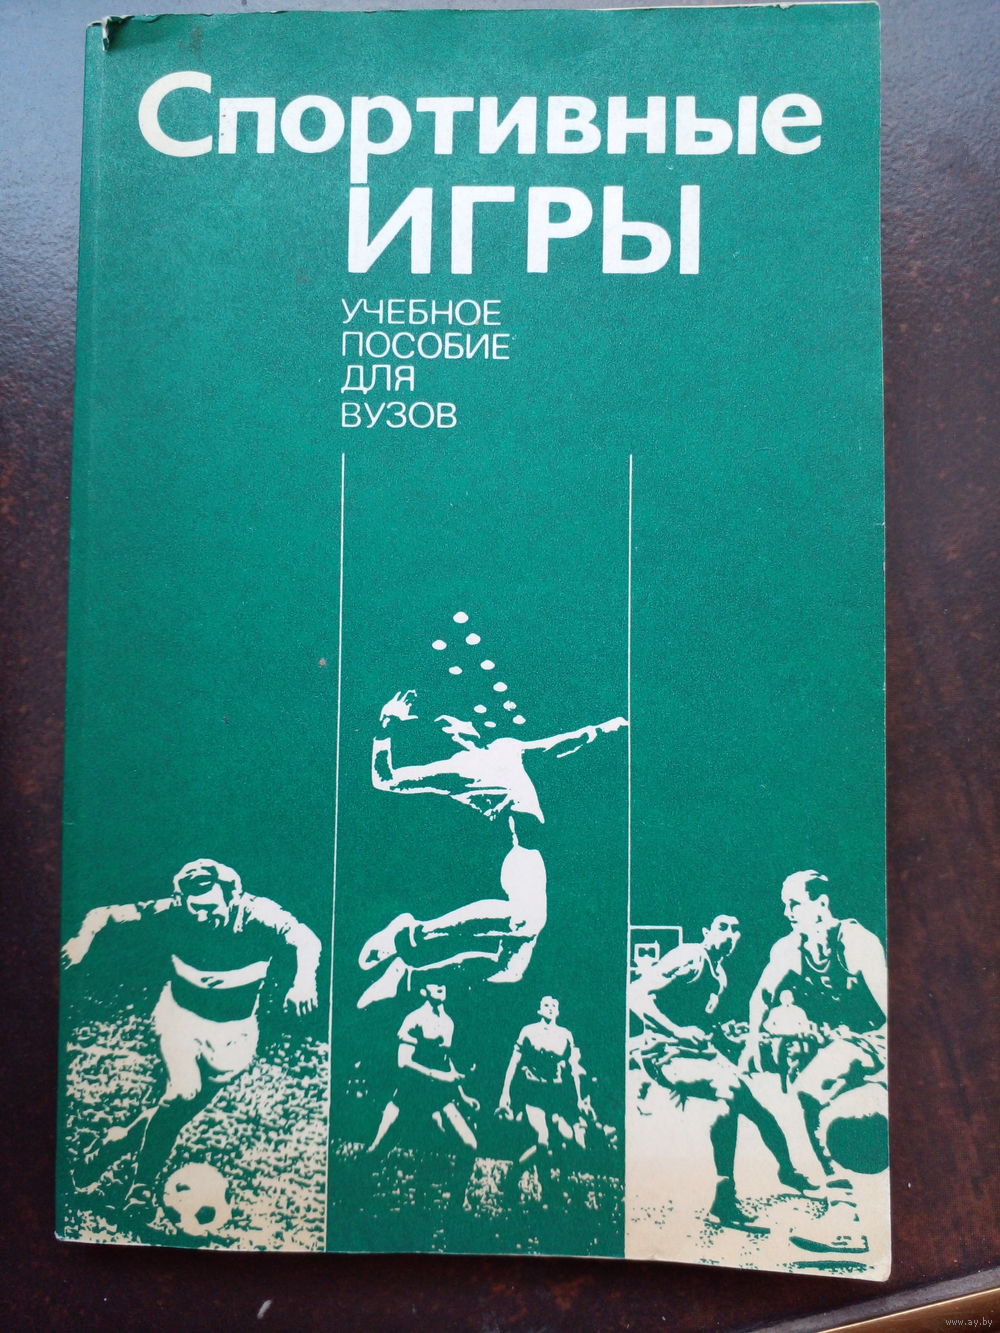 Спортивные
ИГРЫ
УЧЕБНОЕ
ПОСОБИЕ
ДЛЯ
ВУЗОВ
www.ay.by